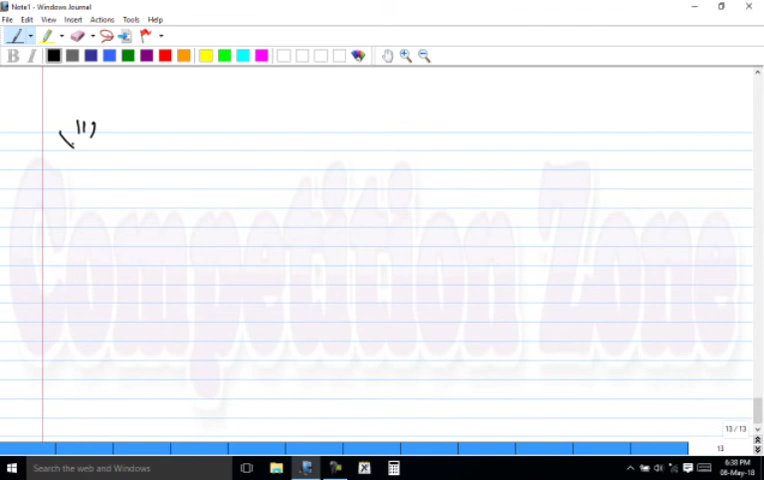 Note1 - Windows Journal
File Edit View Insert Actions Tools Help
B I
Competition Zone
13 / 13
13
Search the web and Windows
6:38 PM
08-May-18